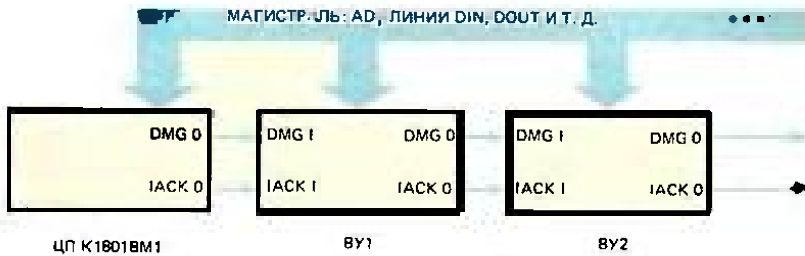 МАГИСТР.ЛЬ: AD, ЛИНИИ DIN, DOUT И Т. Д.
DMG 0 DMG I DMG 0 DMG I DMG 0
IACK 0 IACK I IACK 0 IACK I IACK 0
ЦП К1801ВМ1 ВУ1 ВУ2